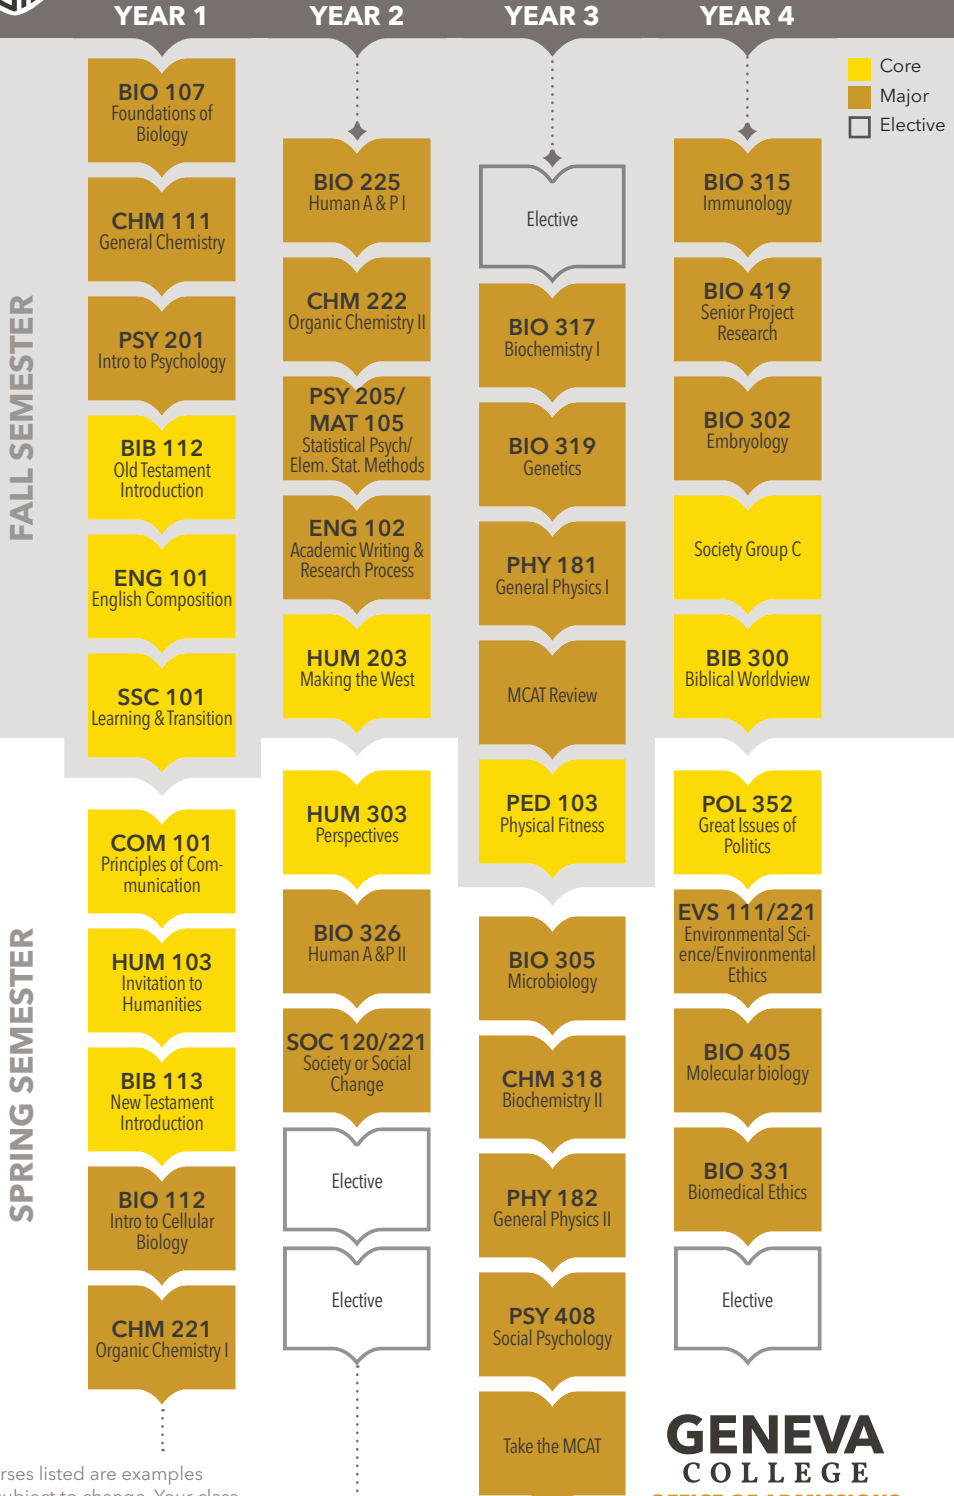 YEAR 1
YEAR 2
YEAR 3
YEAR 4
Core
Major
Elective
FALL SEMESTER
BIO 107
Foundations of
Biology
CHM 111
General Chemistry
PSY 201
Intro to Psychology
BIB 112
Old Testament
Introduction
ENG 101
English Composition
SSC 101
Learning & Transition
BIO 225
Human A & P I
CHM 222
Organic Chemistry II
PSY 205/
MAT 105
Statistical Psych/
Elem. Stat. Methods
ENG 102
Academic Writing &
Research Process
HUM 203
Making the West
Elective
BIO 317
Biochemistry I
BIO 319
Genetics
PHY 181
General Physics I
MCAT Review
PED 103
Physical Fitness
BIO 315
Immunology
BIO 419
Senior Project
Research
BIO 302
Embryology
Society Group C
BIB 300
Biblical Worldview
SPRING SEMESTER
COM 101
Principles of Com-
munication
HUM 103
Invitation to
Humanities
BIB 113
New Testament
Introduction
BIO 112
Intro to Cellular
Biology
CHM 221
Organic Chemistry I
HUM 303
Perspectives
BIO 326
Human A &P II
SOC 120/221
Society or Social
Change
Elective
Elective
BIO 305
Microbiology
CHM 318
Biochemistry II
PHY 182
General Physics II
PSY 408
Social Psychology
Take the MCAT
POL 352
Great Issues of
Politics
EVS 111/221
Environmental Sci-
ence/Environmental
Ethics
BIO 405
Molecular biology
BIO 331
Biomedical Ethics
Elective
rses listed are examples
subject to change. Your class
GENEVA
COLLEGE
OFFICE OF ADMISSIONS